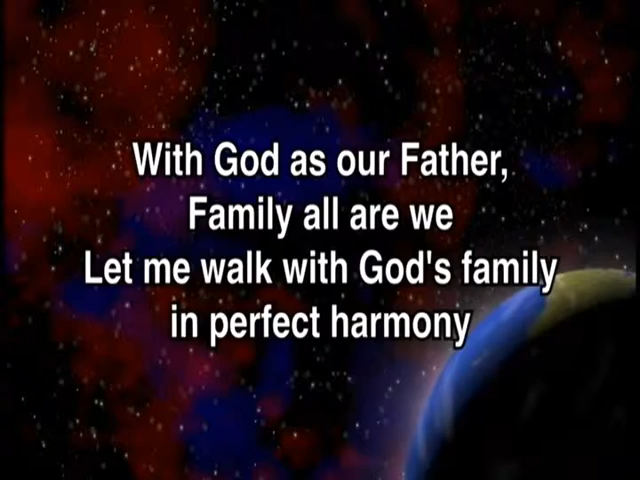 With God as our Father,
Family all are we
Let me walk with God's family
in perfect harmony